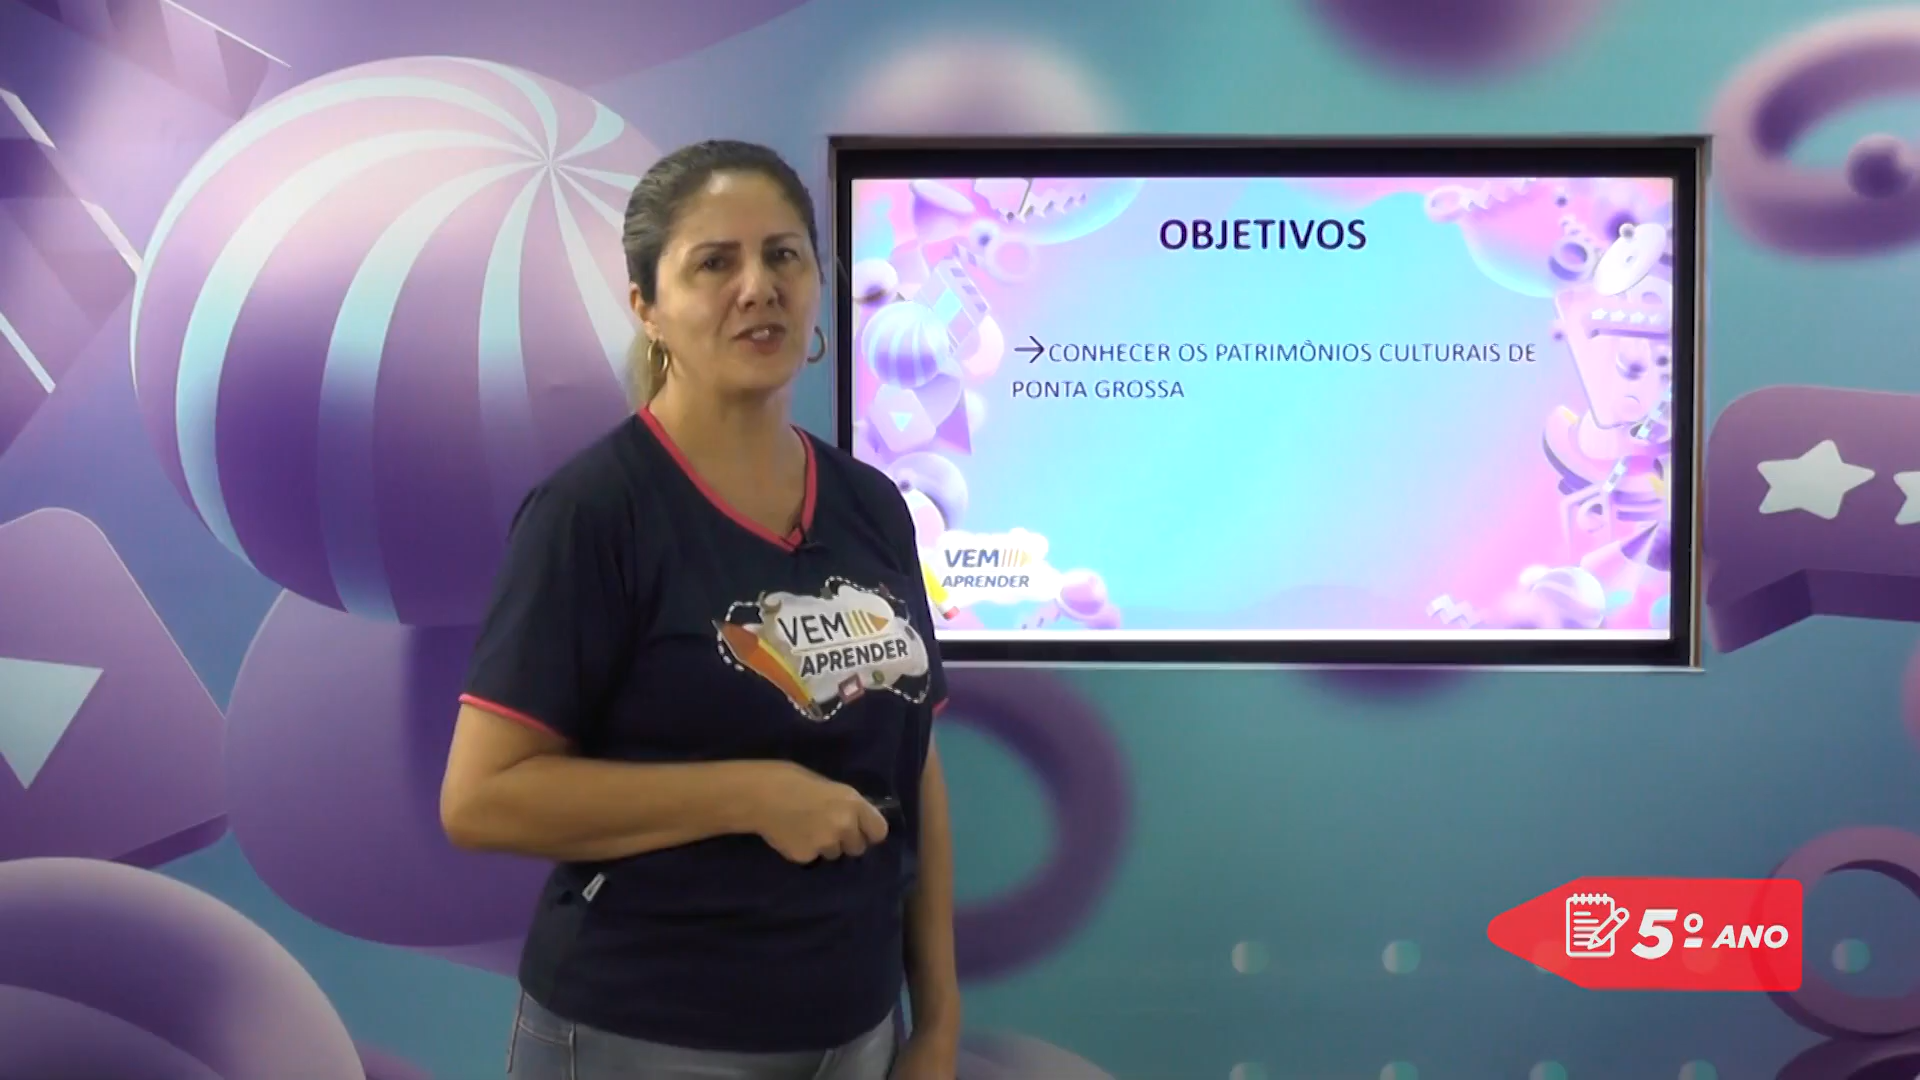 OBJETIVOS
→CONHECER OS PATRIMÔNIOS CULTURAIS DE
PONTA GROSSA
VEM
APRENDER
VEM
APRENDER
5º ANO